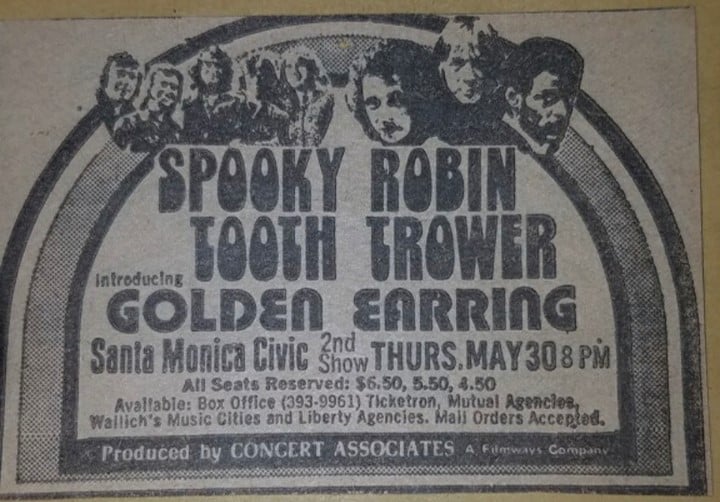 SPOOKY ROBIN
TOOTH TROWER
introducing
GOLDEN EARRING
Santa Monica Civic 2nd Show THURS. MAY 30 8 PM
All Seats Reserved: $6.50, 5.50, 4.50
Available: Box Office (393-9961) Ticketron, Mutual Agencies,
Wallich's Music Cities and Liberty Agencies. Mail Orders Accepted.
Produced by CONCERT ASSOCIATES A Filmways Company